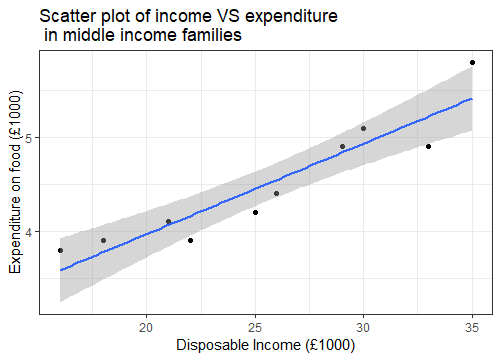 Scatter plot of income VS expenditure
in middle income families
Expenditure on food (£1000)
5
4
20
25
30
35
Disposable Income (£1000)